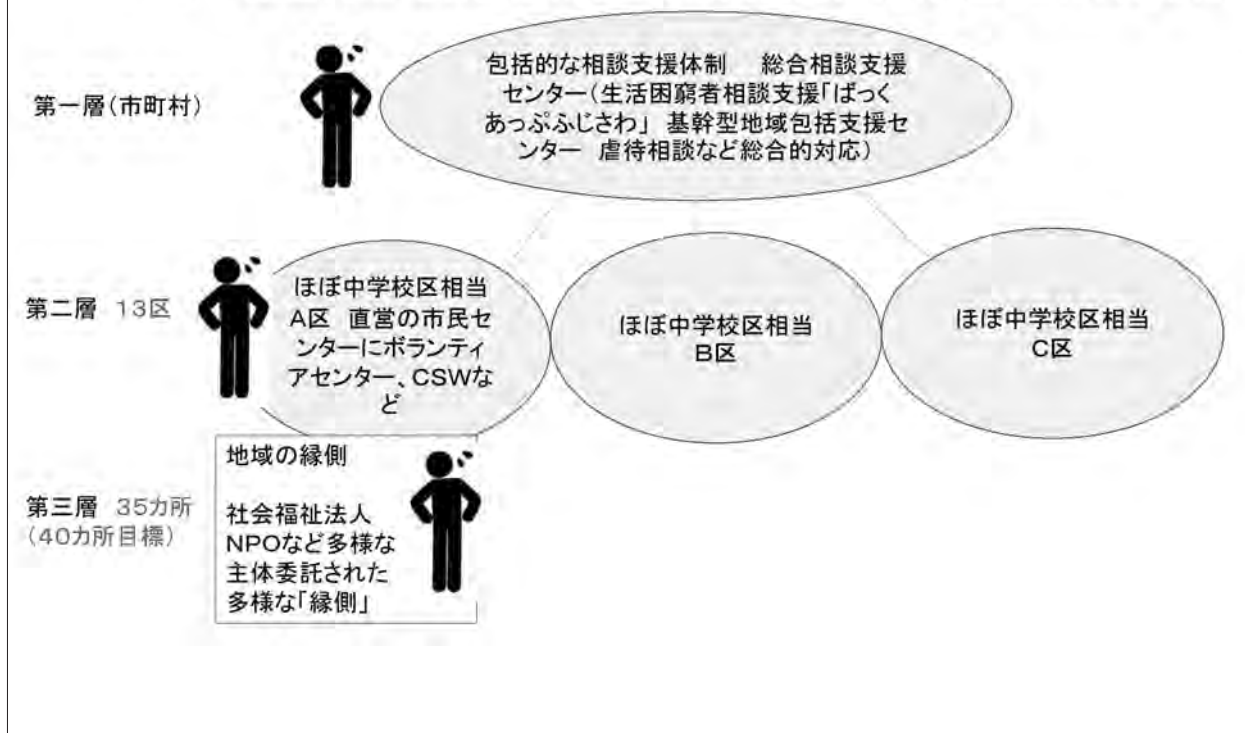 第一層(市町村)
包括的な相談支援体制　総合相談支援
センター(生活困窮者相談支援「ばっく
あっぷふじさわ」 基幹型地域包括支援セ
ンター　虐待相談など総合的対応)
第二層 13区
ほぼ中学校区相当
A区　直営の市民セ
ンターにボランティ
アセンター、CSWな
ど
ほぼ中学校区相当
B区
ほぼ中学校区相当
C区
第三層 35カ所
(40カ所目標)
地域の縁側
社会福祉法人
NPOなど多様な
主体委託された
多様な「縁側」